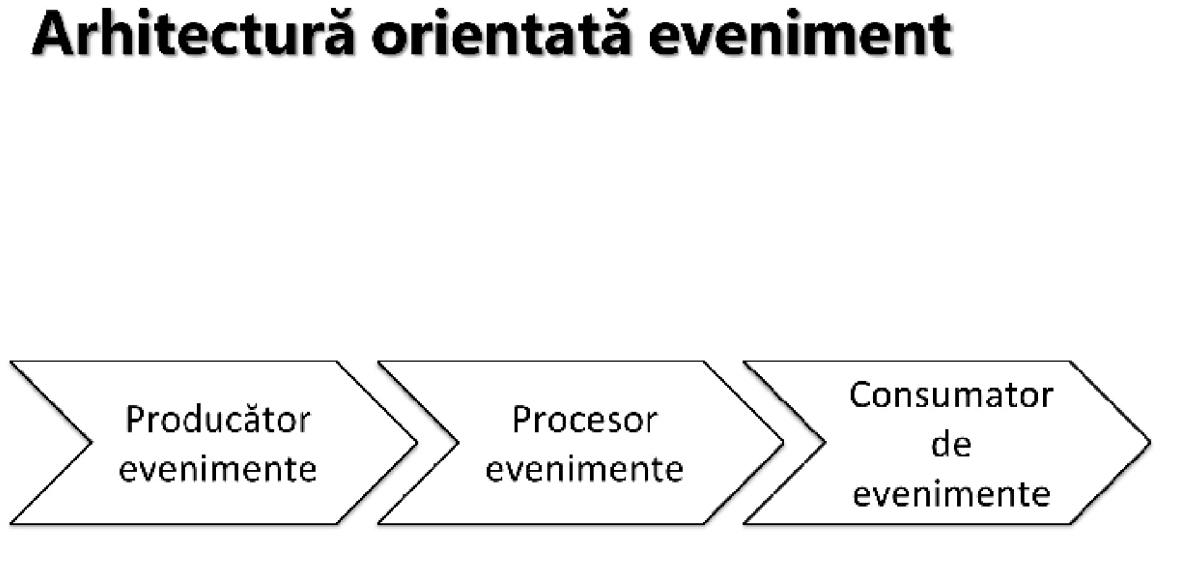 Arhitectură orientată eveniment
Producător
evenimente
Procesor
evenimente
Consumator
de
evenimente